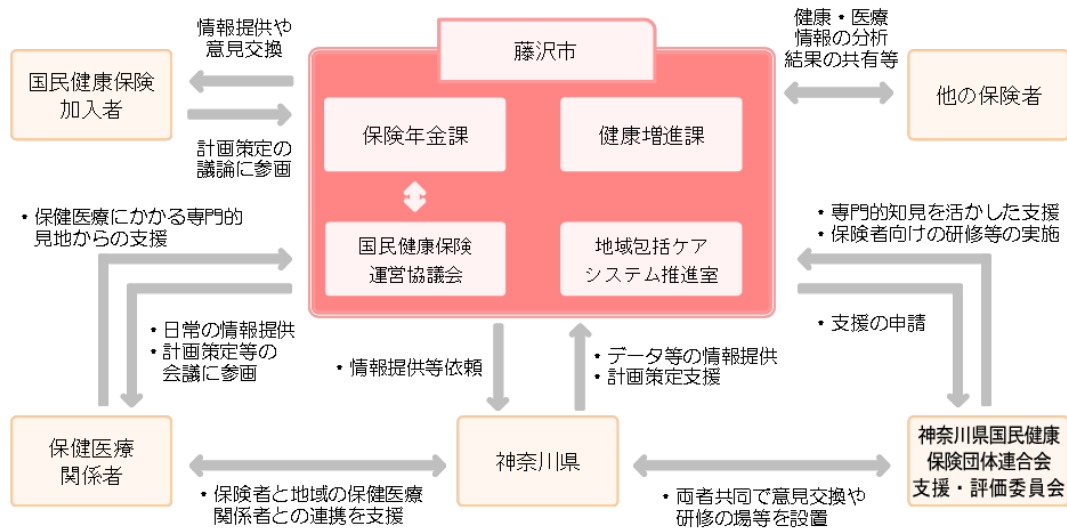 情報提供や
意見交換
国民健康保険
加入者
計画策定の
議論に参画
藤沢市
保険年金課
健康増進課
国民健康保険
運営協議会
地域包括ケア
システム推進室
健康・医療
情報の分析
結果の共有等
他の保険者
・保健医療にかかる専門的
見地からの支援
・日常の情報提供
・計画策定等の
会議に参画
・専門的知見を活かした支援
・保険者向けの研修等の実施
・支援の申請
・情報提供等依頼
・データ等の情報提供
・計画策定支援
保健医療
関係者
神奈川県
神奈川県国民健康
保険団体連合会
支援・評価委員会
・保険者と地域の保健医療
関係者との連携を支援
・両者共同で意見交換や
研修の場等を設置